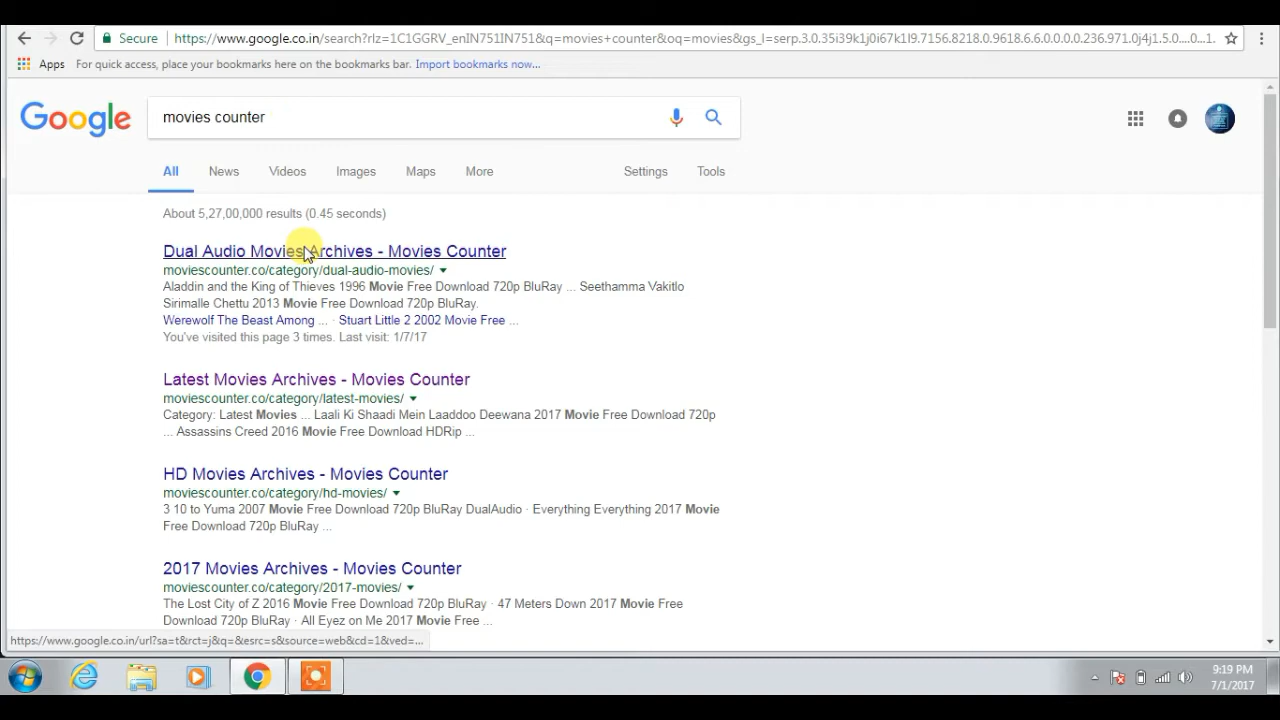 Secure https://www.google.co.in/search?rlz=1C1GGRV_enIN751IN751&q=movies+counter&oq=movies&gs_l=serp.3.0.35i39k1j0i67k1l9.7156.8218.0.9618.6.6.0.0.0.0.236.971.0j4j1.5.0....0...1.
Apps For quick access, place your bookmarks here on the bookmarks bar. Import bookmarks now...
Google movies counter
All News Videos Images Maps More Settings Tools
About 5,27,00,000 results (0.45 seconds)
Dual Audio Movies Archives - Movies Counter
moviescounter.co/category/dual-audio-movies/
Aladdin and the King of Thieves 1996 Movie Free Download 720p BluRay ... Seethamma Vakitlo
Sirimalle Chettu 2013 Movie Free Download 720p BluRay.
Werewolf The Beast Among ... · Stuart Little 2 2002 Movie Free ...
You've visited this page 3 times. Last visit: 1/7/17
Latest Movies Archives - Movies Counter
moviescounter.co/category/latest-movies/
Category: Latest Movies ... Laali Ki Shaadi Mein Laaddoo Deewana 2017 Movie Free Download 720p
... Assassins Creed 2016 Movie Free Download HDRip ...
HD Movies Archives - Movies Counter
moviescounter.co/category/hd-movies/
3 10 to Yuma 2007 Movie Free Download 720p BluRay DualAudio · Everything Everything 2017 Movie
Free Download 720p BluRay ...
2017 Movies Archives - Movies Counter
moviescounter.co/category/2017-movies/
The Lost City of Z 2016 Movie Free Download 720p BluRay · 47 Meters Down 2017 Movie Free
Download 720p BluRay · All Eyez on Me 2017 Movie Free ...
https://www.google.co.in/url?sa=t&rct=j&q=&esrc=s&source=web&cd=1&ved=...
9:19 PM
7/1/2017